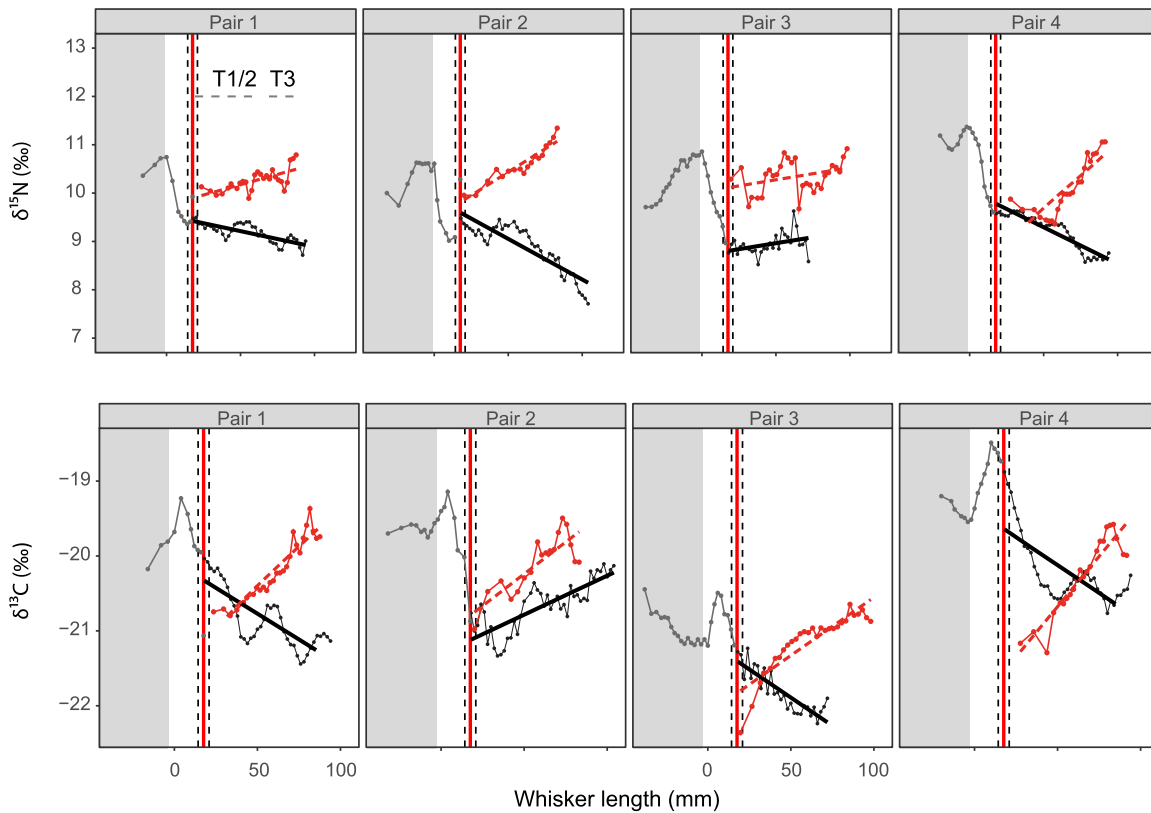 Pair 1 Pair 2 Pair 3 Pair 4
13
12
11
10
9
8
7
δ¹⁵N (‰)
T1/2 T3
Pair 1 Pair 2 Pair 3 Pair 4
−19
−20
−21
−22
δ¹³C (‰)
0 50 100 0 50 100
Whisker length (mm)